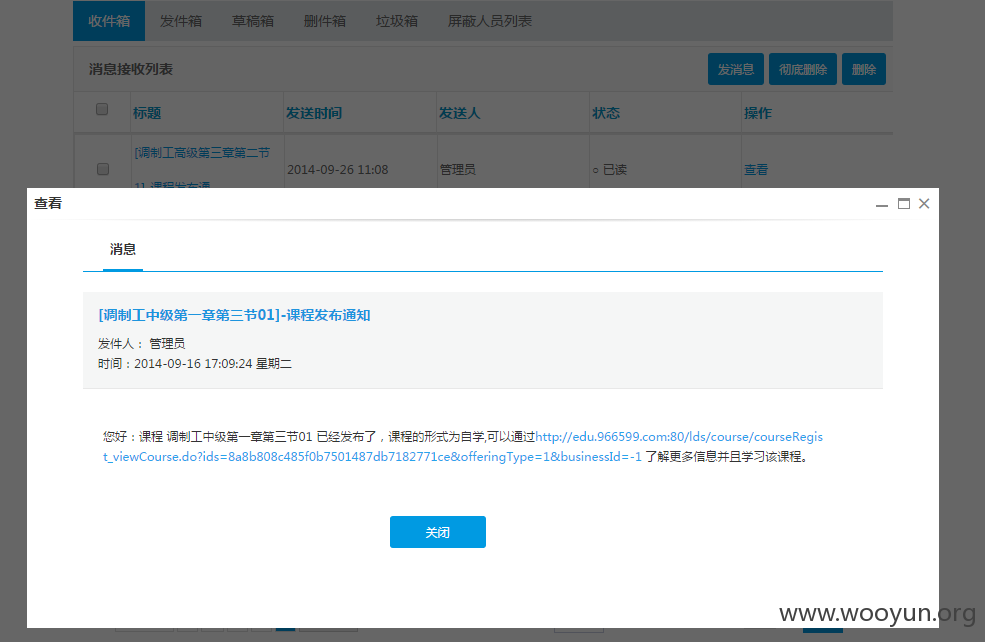 收件箱 发件箱 草稿箱 删件箱 垃圾箱 屏蔽人员列表
消息接收列表 发消息 彻底删除 删除
标题 发送时间 发送人 状态 操作
[调制工高级第三章第二节
2014-09-26 11:08 管理员 ○ 已读 查看
查看
消息
[调制工中级第一章第三节01]-课程发布通知
发件人： 管理员
时间：2014-09-16 17:09:24 星期二
您好：课程 调制工中级第一章第三节01 已经发布了，课程的形式为自学,可以通过http://edu.966599.com:80/lds/course/courseRegis
t_viewCourse.do?ids=8a8b808c485f0b7501487db7182771ce&offeringType=1&businessId=-1 了解更多信息并且学习该课程。
关闭
www.wooyun.org